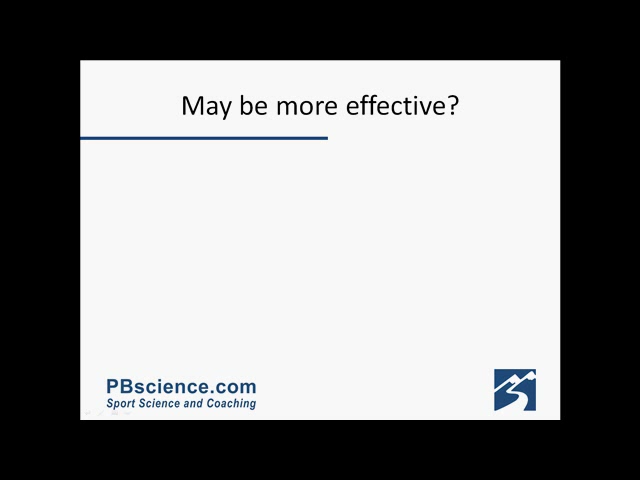 May be more effective?
PBscience.com
Sport Science and Coaching